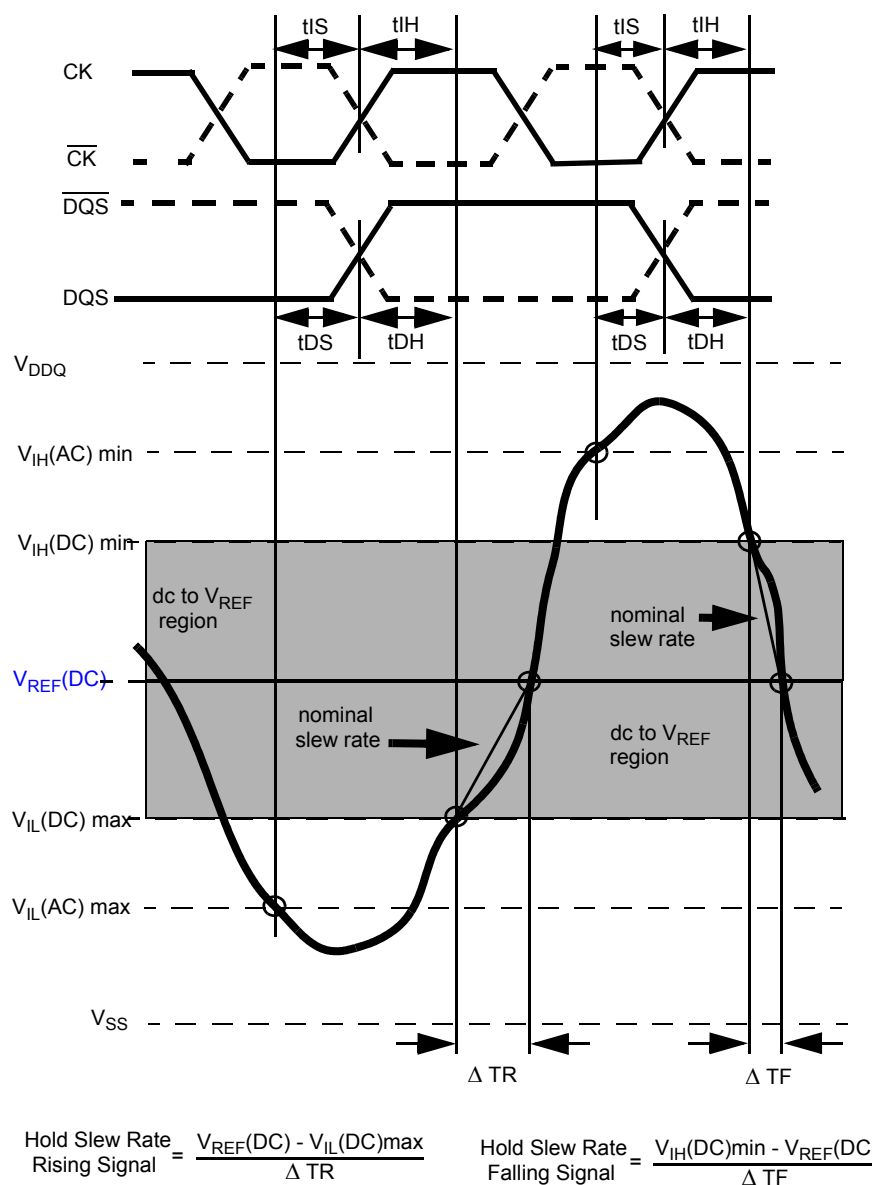 tIS tIH tIS tIH
CK
CK
DQS
DQS
tDS tDH tDS tDH
VDDQ
VIH(AC) min
VIH(DC) min
dc to VREF
region
nominal
slew rate
VREF(DC)
nominal
slew rate
dc to VREF
region
VIL(DC) max
VIL(AC) max
VSS
Δ TR Δ TF
Hold Slew Rate
Rising Signal = VREF(DC) - VIL(DC)max
Δ TR
Hold Slew Rate
Falling Signal = VIH(DC)min - VREF(DC
Δ TF